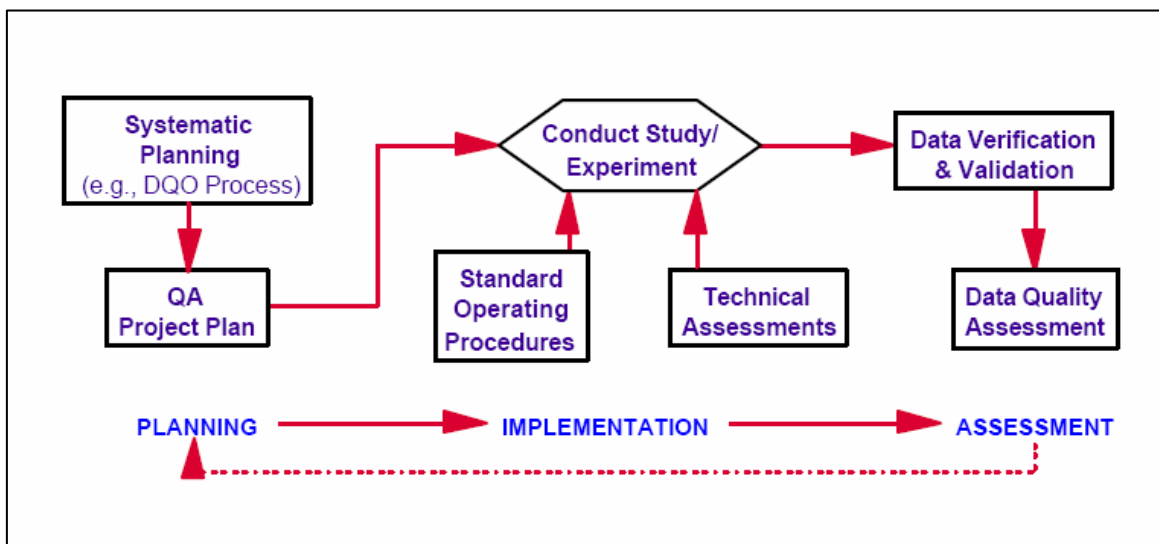 Systematic
Planning
(e.g., DQO Process)
QA
Project Plan
Conduct Study/
Experiment
Standard
Operating
Procedures
Technical
Assessments
Data Verification
& Validation
Data Quality
Assessment
PLANNING
IMPLEMENTATION
ASSESSMENT